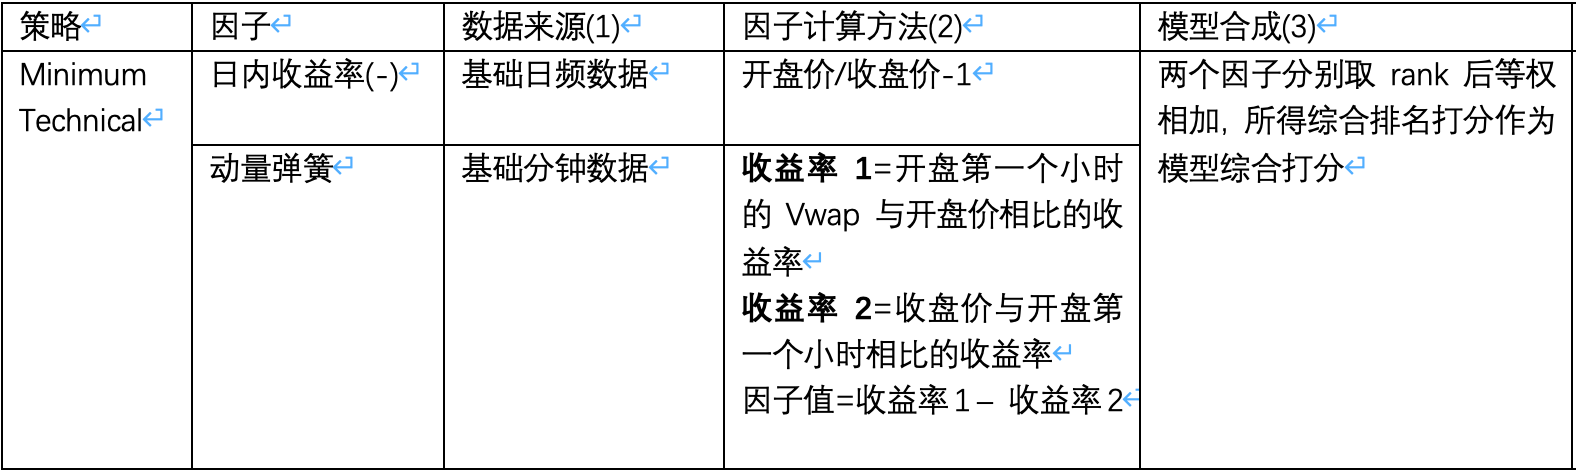 策略
因子
数据来源(1)
因子计算方法(2)
模型合成(3)
Minimum
Technical
日内收益率(-)
基础日频数据
开盘价/收盘价-1
两个因子分别取 rank 后等权
相加, 所得综合排名打分作为
模型综合打分
动量弹簧
基础分钟数据
收益率 1=开盘第一个小时
的 Vwap 与开盘价相比的收
益率
收益率 2=收盘价与开盘第
一个小时相比的收益率
因子值=收益率 1 – 收益率 2